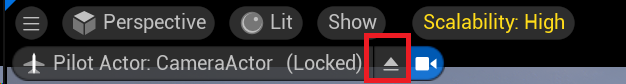 Perspective Lit Show Scalability: High
Pilot Actor: CameraActor (Locked)